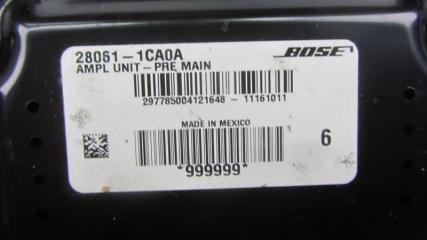 28061-1CA0A
BOSE
AMPL UNIT-PRE MAIN
297785004121648 - 11161011
MADE IN MEXICO
6
*999999*